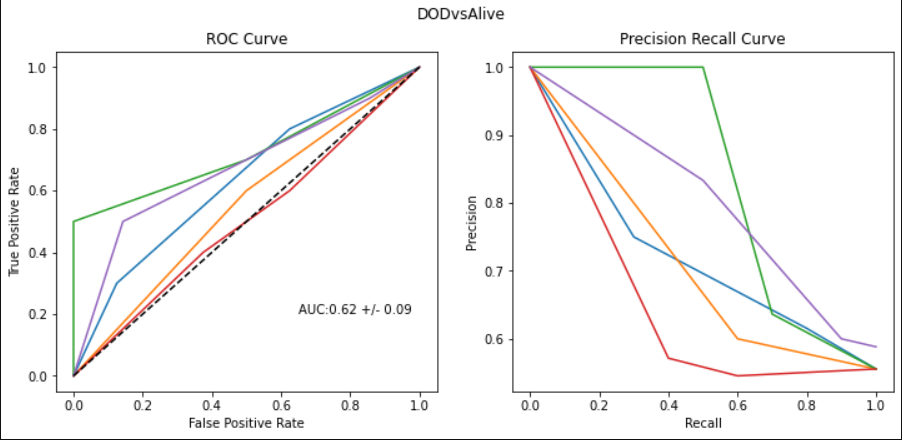 DODvsAlive
ROC Curve
True Positive Rate
1.0
0.8
0.6
0.4
0.2
0.0
AUC:0.62 +/- 0.09
0.0 0.2 0.4 0.6 0.8 1.0
False Positive Rate
Precision Recall Curve
Precision
1.0
0.9
0.8
0.7
0.6
0.0 0.2 0.4 0.6 0.8 1.0
Recall